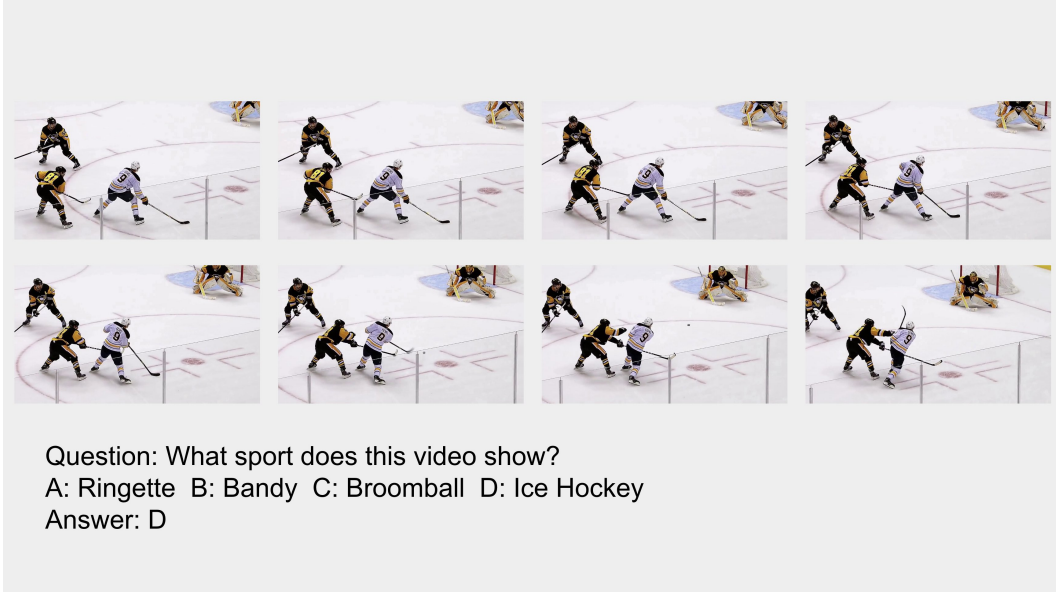 Question: What sport does this video show?
A: Ringette  B: Bandy  C: Broomball  D: Ice Hockey
Answer: D